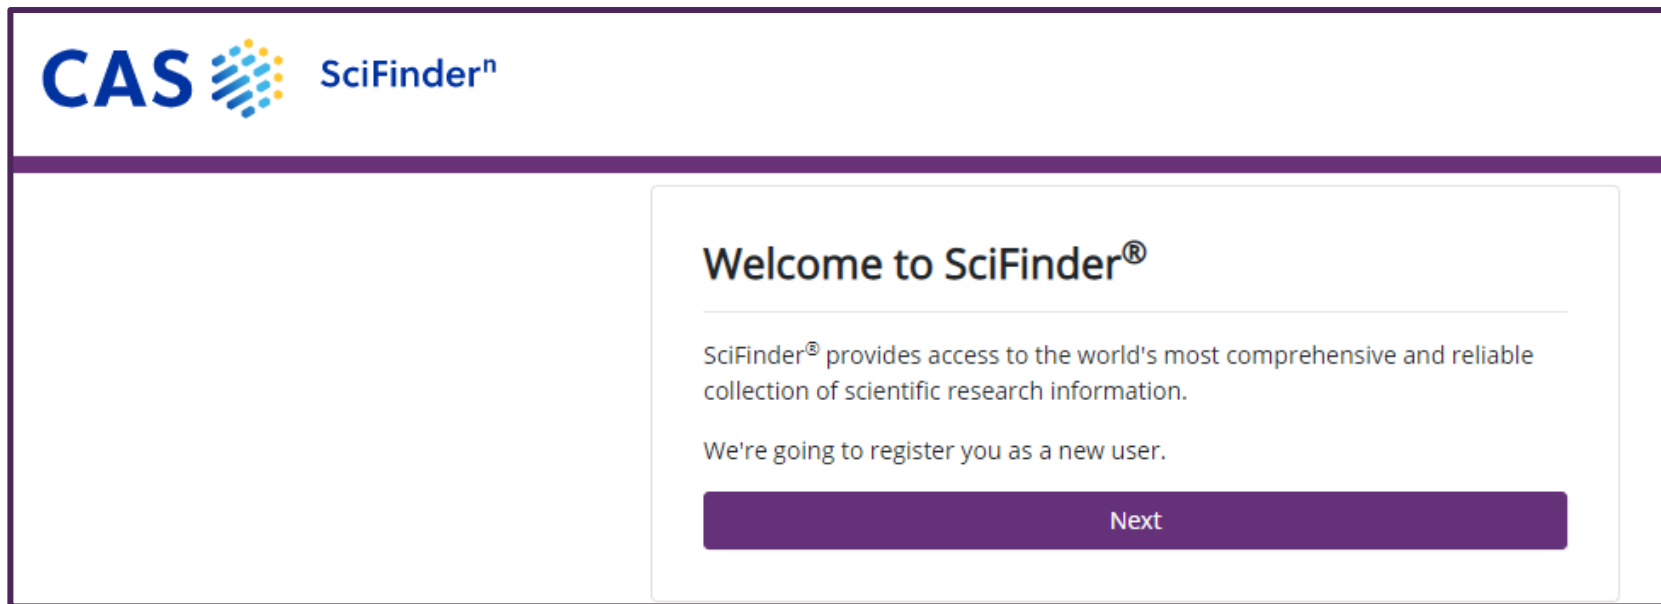 CAS SciFinderⁿ
Welcome to SciFinder®
SciFinder® provides access to the world's most comprehensive and reliable
collection of scientific research information.
We're going to register you as a new user.
Next